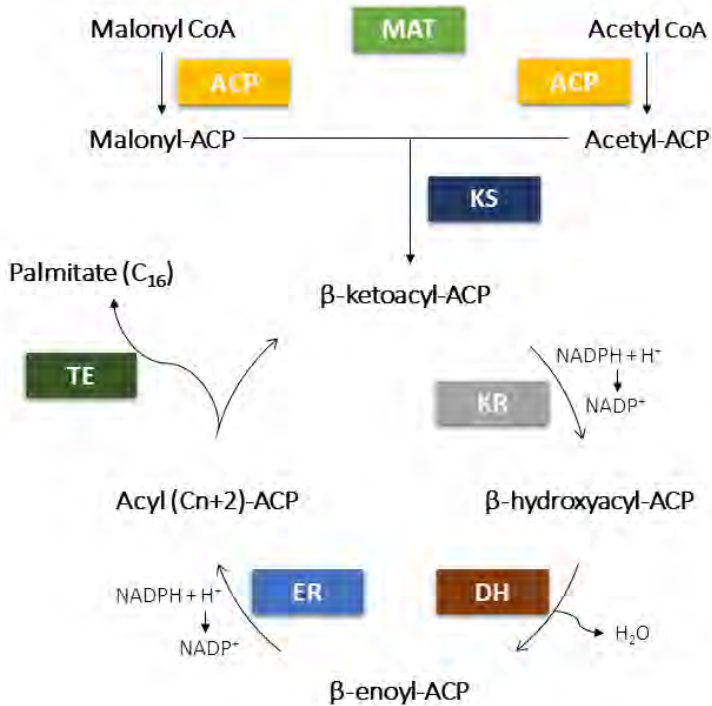 Malonyl CoA
MAT
Acetyl CoA
ACP
ACP
Malonyl-ACP
Acetyl-ACP
KS
Palmitate (C₁₆)
β-ketoacyl-ACP
TE
NADPH + H⁺
KR
NADP⁺
Acyl (Cn+2)-ACP
β-hydroxyacyl-ACP
NADPH + H⁺
ER
DH
NADP⁺
H₂O
β-enoyl-ACP